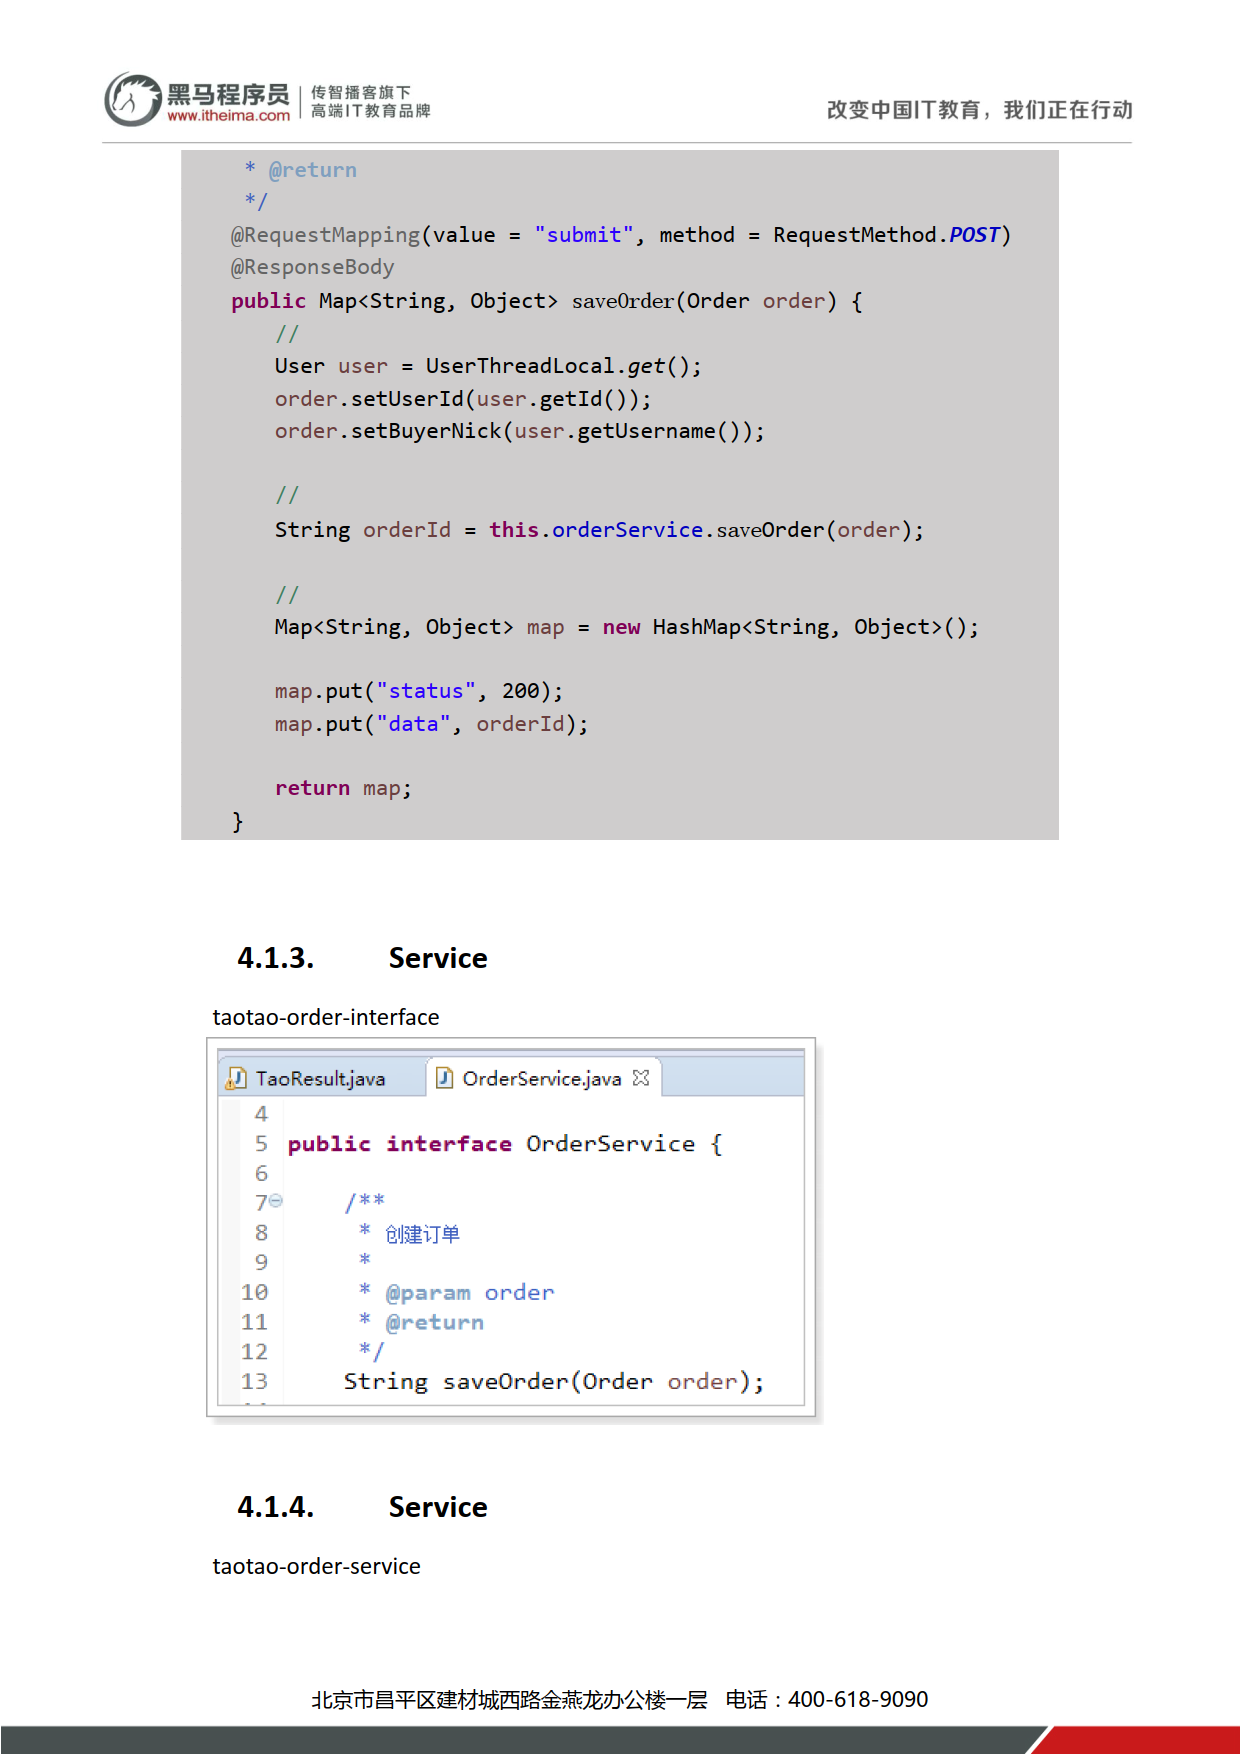 黑马程序员
www.itheima.com
传智播客旗下
高端IT教育品牌
改变中国IT教育，我们正在行动
* @return
*/
@RequestMapping(value = "submit", method = RequestMethod.POST)
@ResponseBody
public Map<String, Object> saveOrder(Order order) {
//
User user = UserThreadLocal.get();
order.setUserId(user.getId());
order.setBuyerNick(user.getUsername());
//
String orderId = this.orderService.saveOrder(order);
//
Map<String, Object> map = new HashMap<String, Object>();
map.put("status", 200);
map.put("data", orderId);
return map;
}
4.1.3. Service
taotao-order-interface
TaoResult.java OrderService.java
4
5 public interface OrderService {
6
7 /**
8 * 创建订单
9 *
10 * @param order
11 * @return
12 */
13 String saveOrder(Order order);
4.1.4. Service
taotao-order-service
北京市昌平区建材城西路金燕龙办公楼一层 电话：400-618-9090